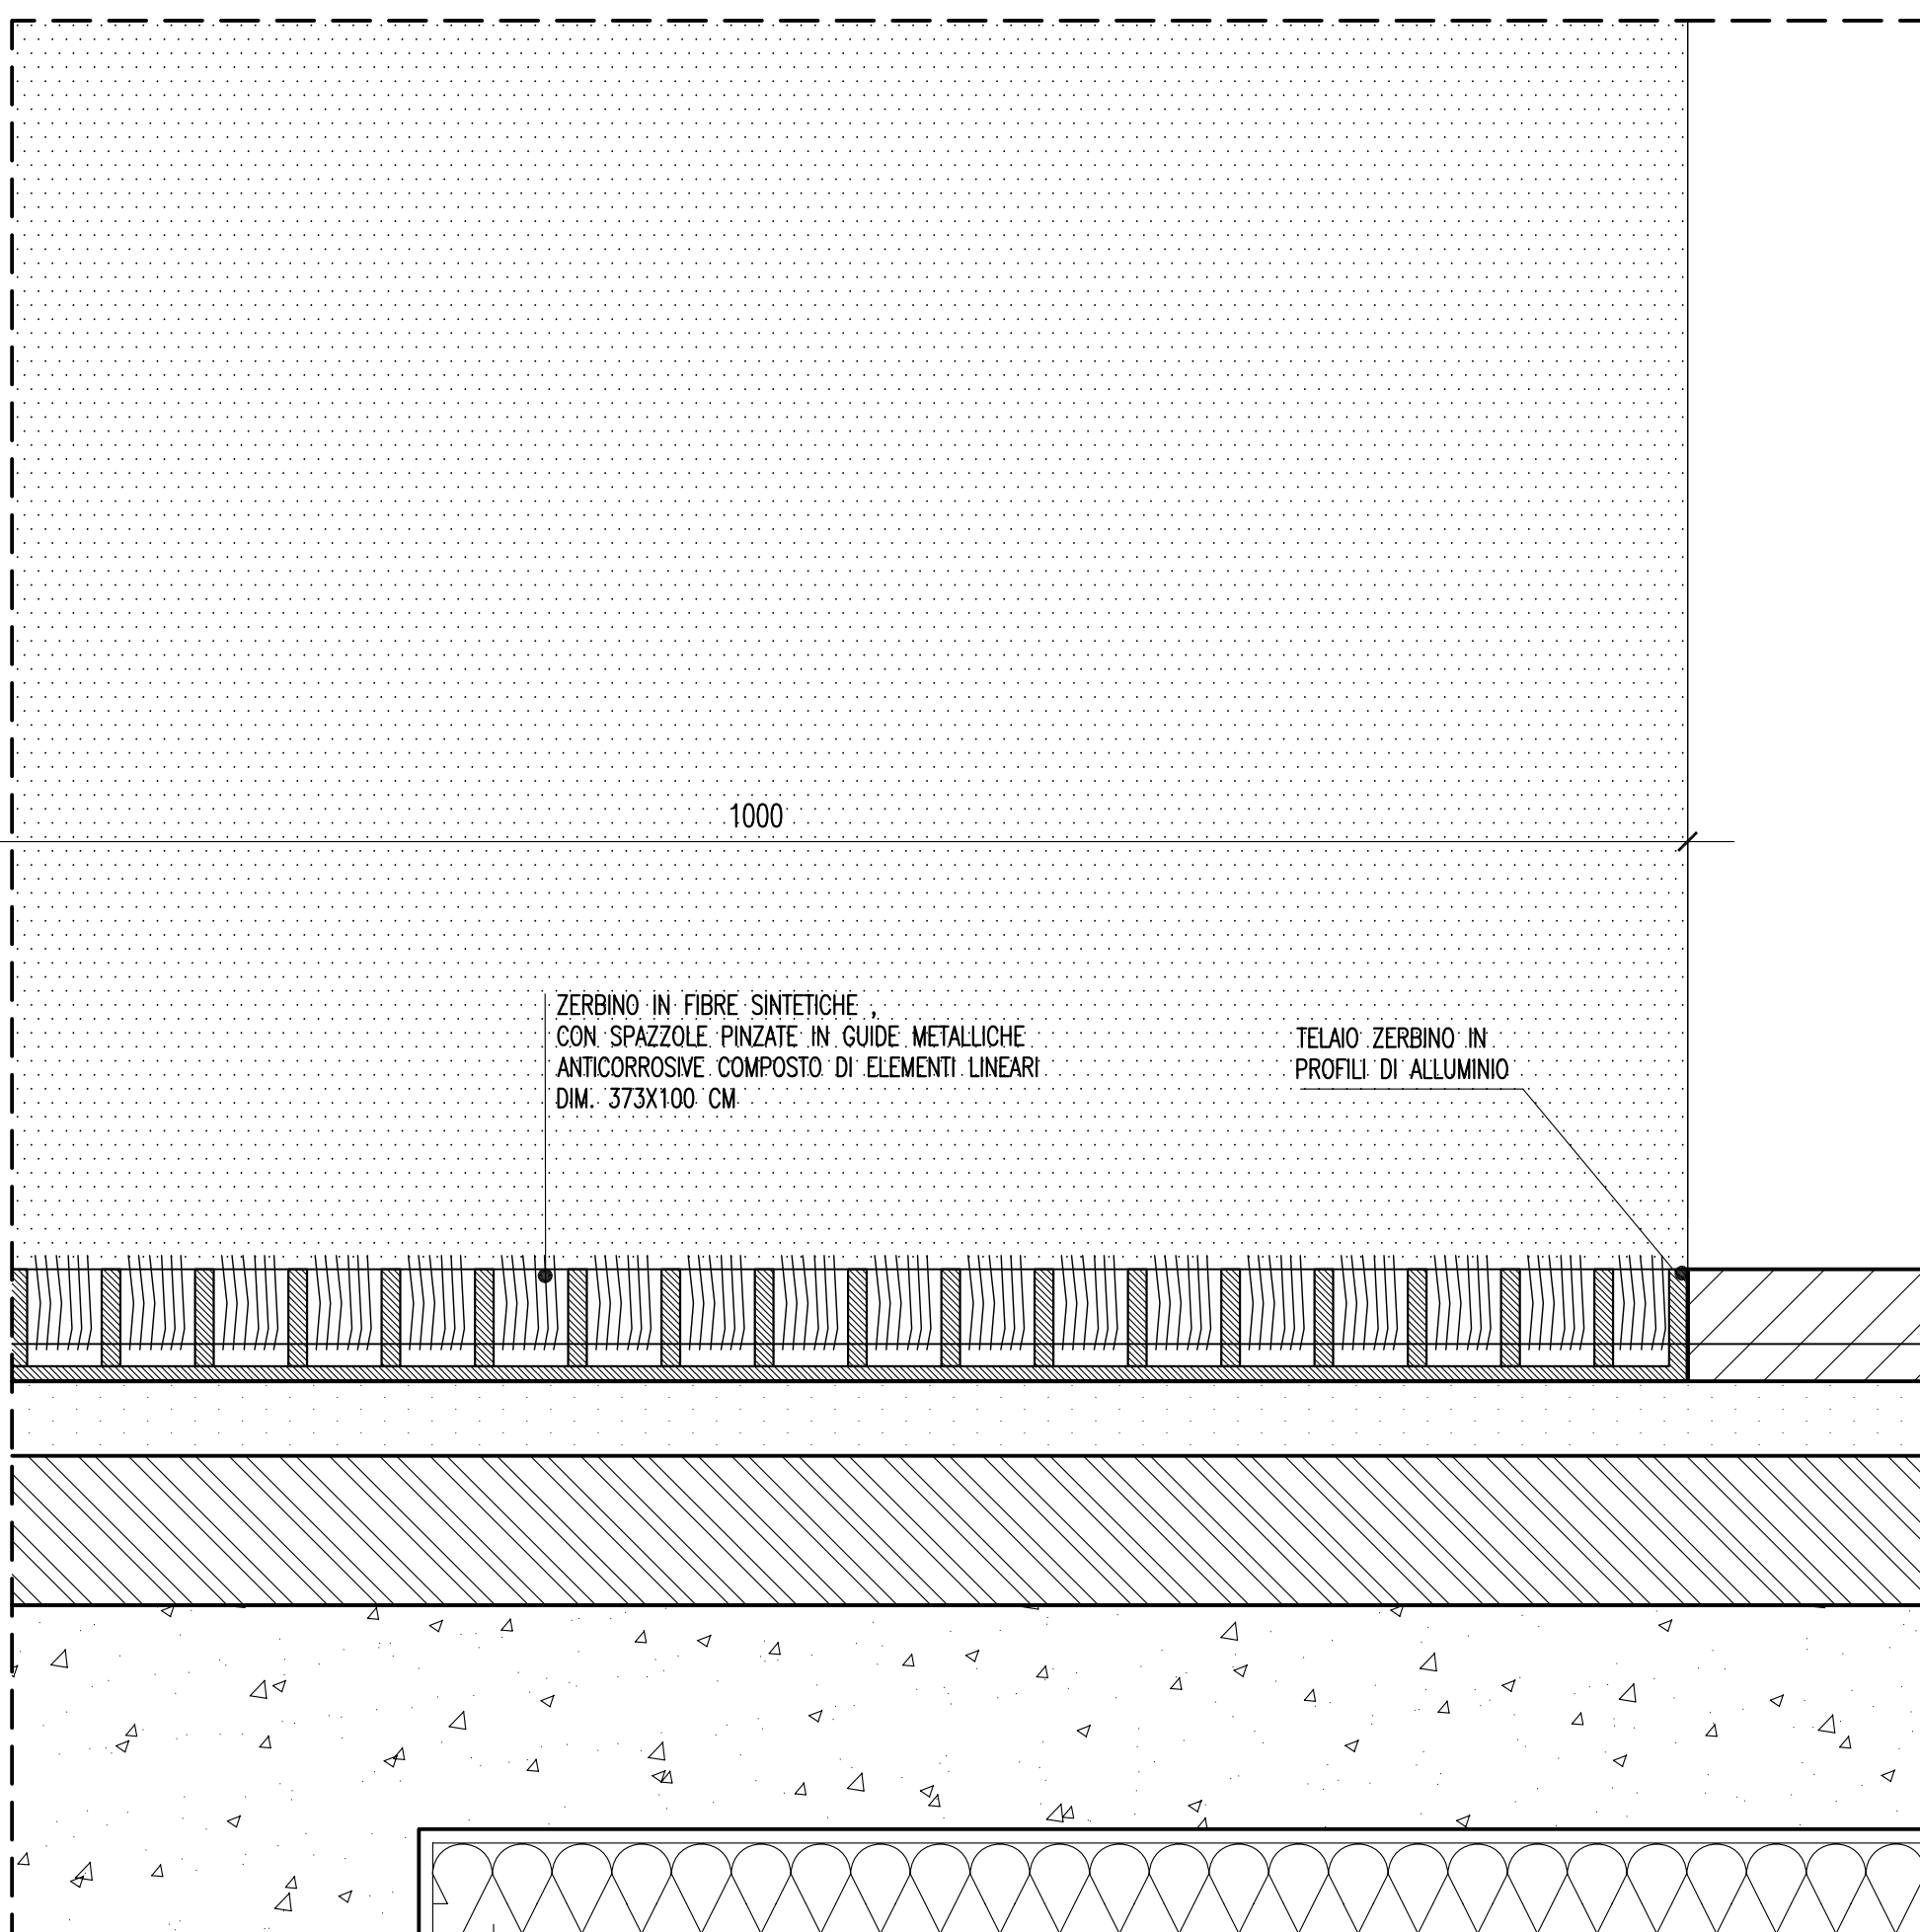 1000
ZERBINO IN FIBRE SINTETICHE ,
CON SPAZZOLE PINZATE IN GUIDE METALLICHE
ANTICORROSIVE COMPOSTO DI ELEMENTI LINEARI
DIM. 373X100 CM
TELAIO ZERBINO IN
PROFILI DI ALLUMINIO